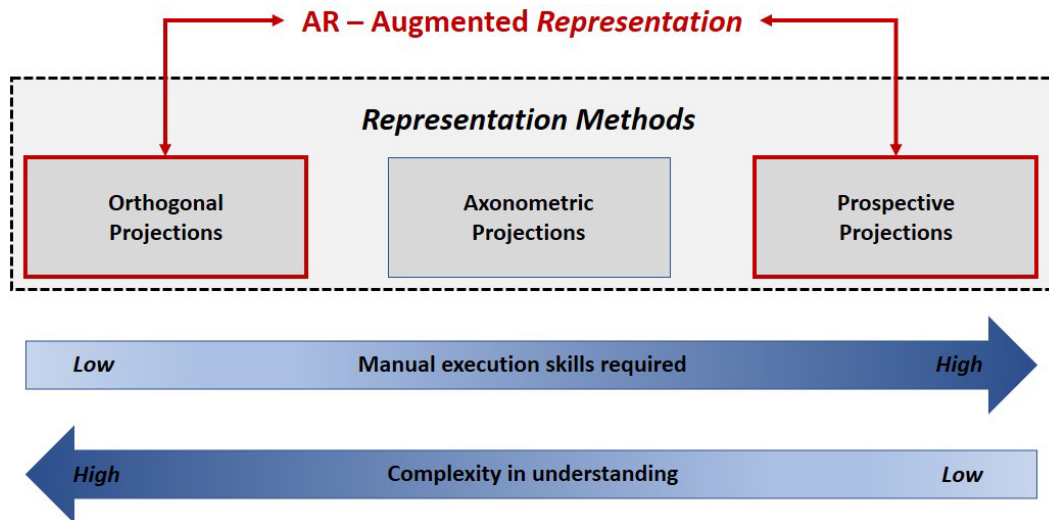 AR – Augmented Representation
Representation Methods
Orthogonal
Projections
Axonometric
Projections
Prospective
Projections
Low Manual execution skills required High
High Complexity in understanding Low